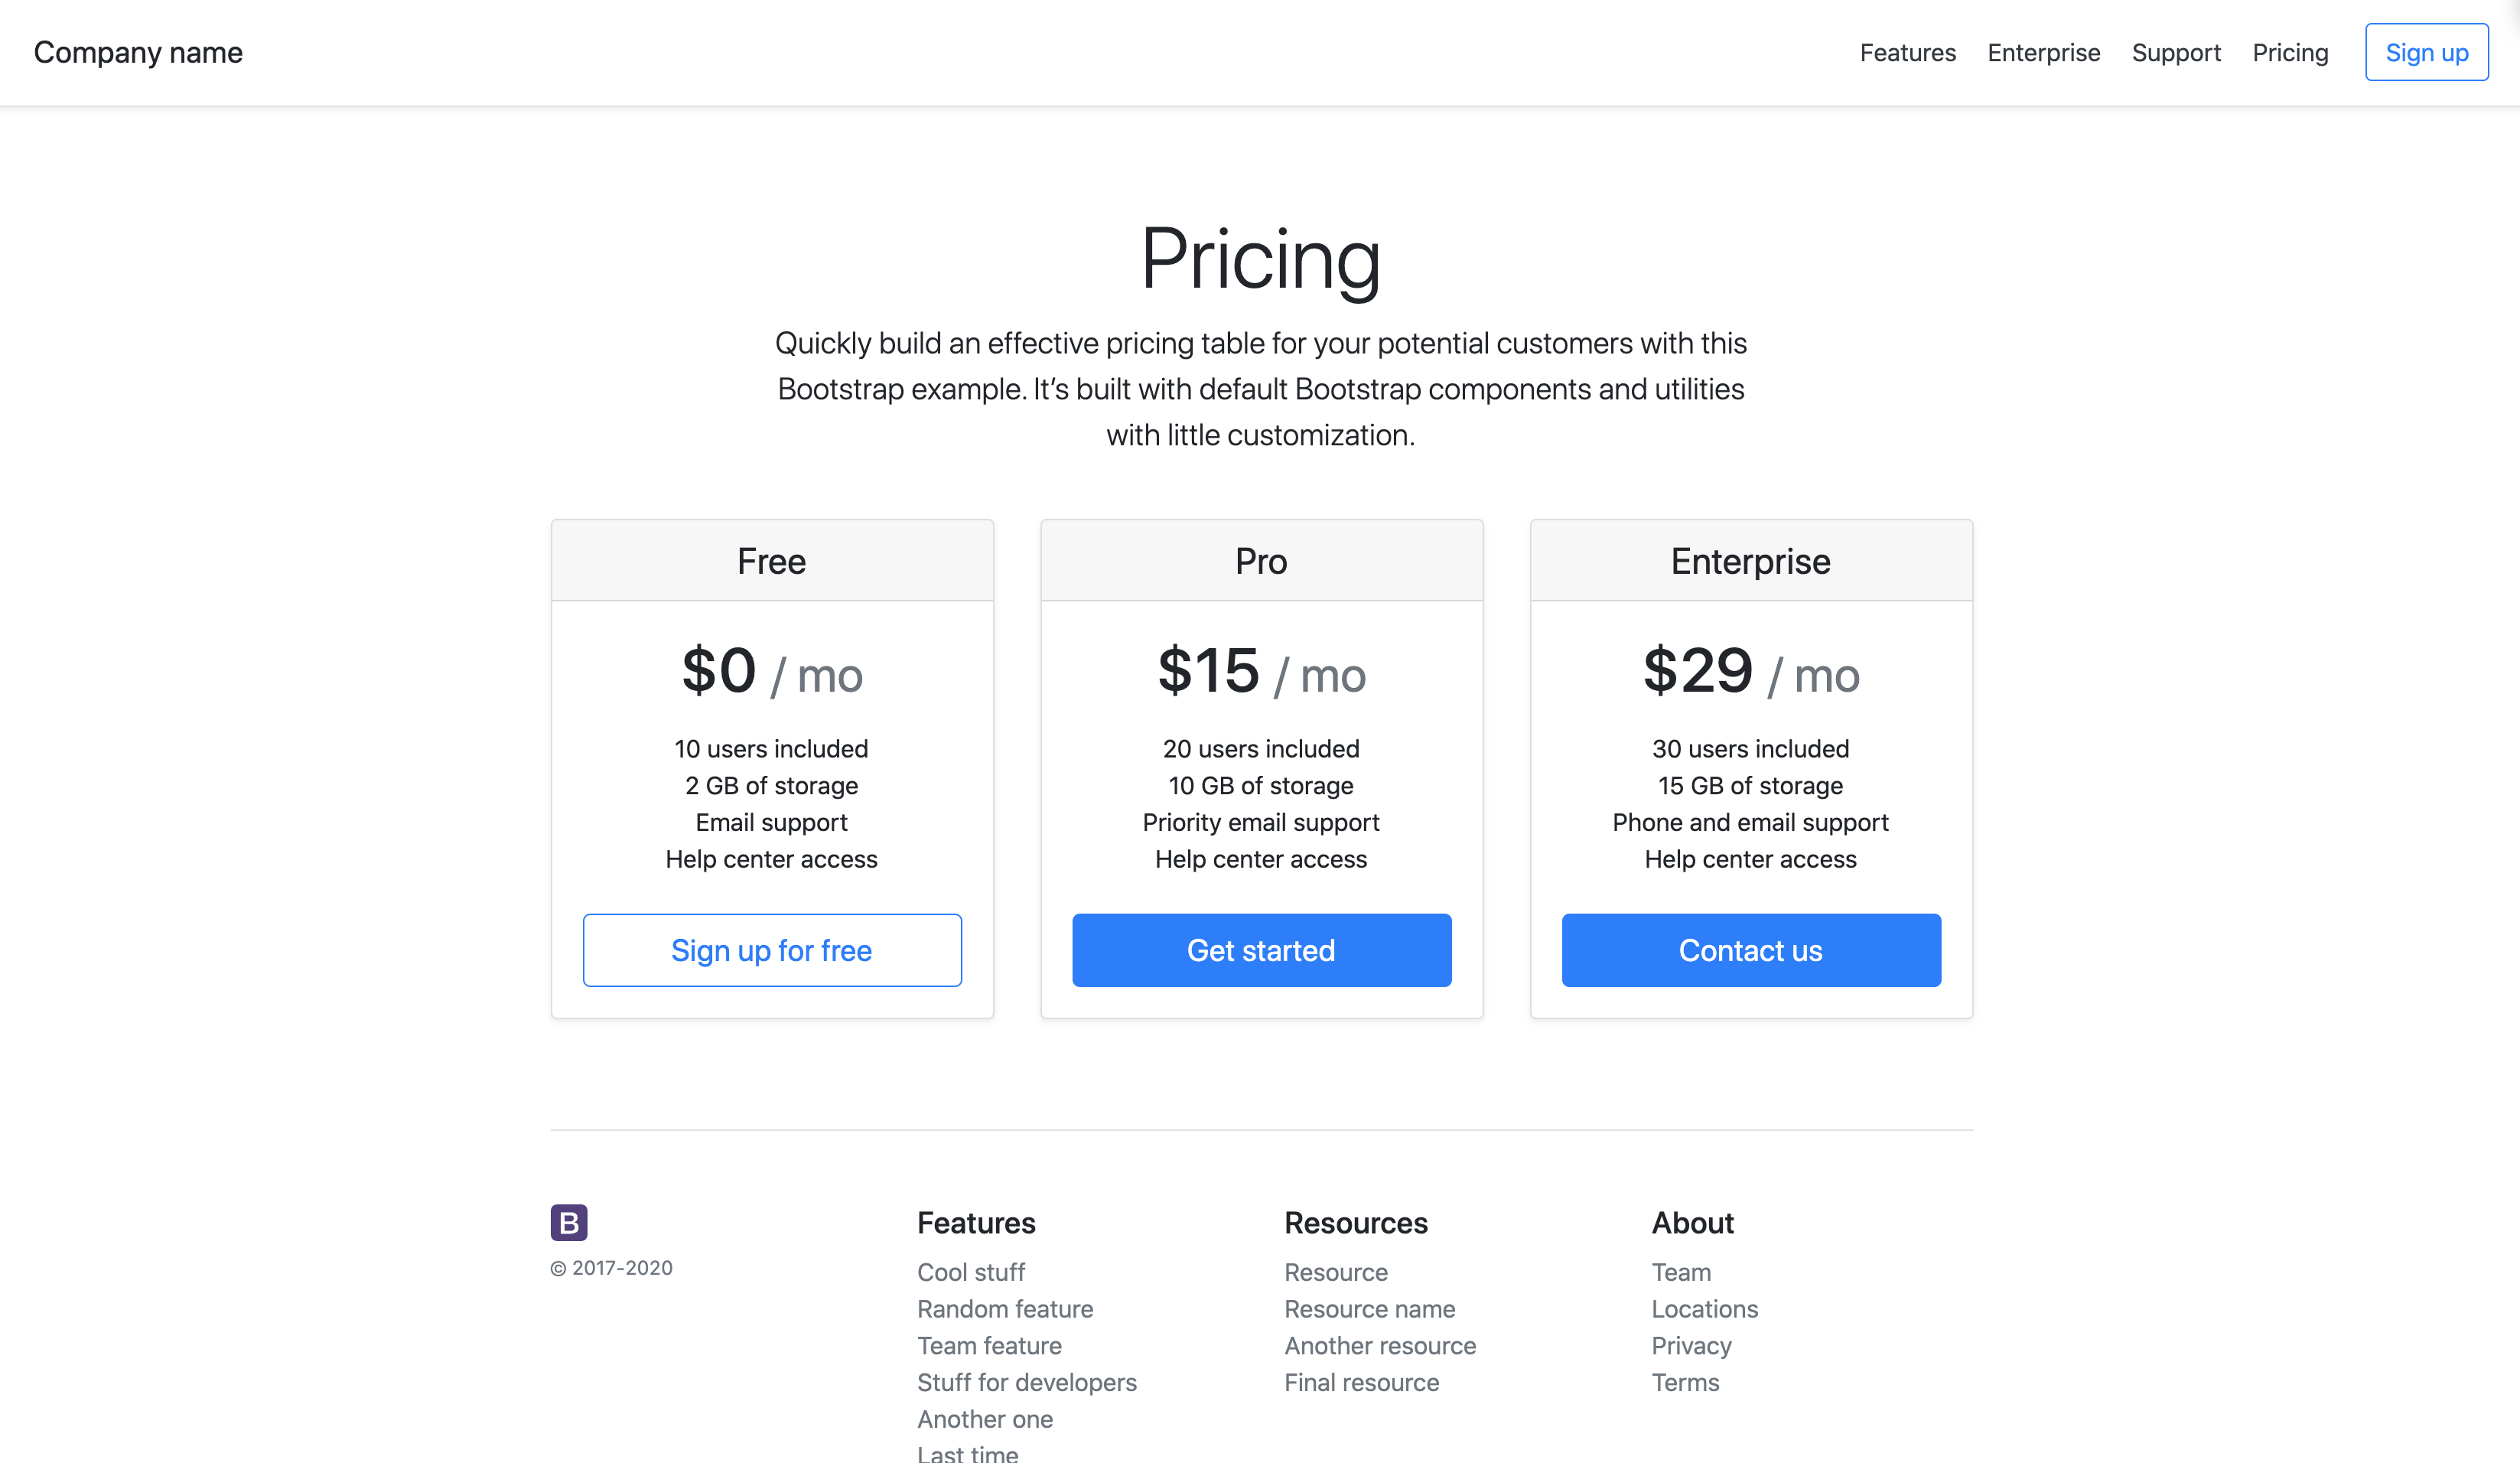 Company name
Features Enterprise Support Pricing Sign up
Pricing
Quickly build an effective pricing table for your potential customers with this
Bootstrap example. It’s built with default Bootstrap components and utilities
with little customization.
Free
$0 / mo
10 users included
2 GB of storage
Email support
Help center access
Sign up for free
Pro
$15 / mo
20 users included
10 GB of storage
Priority email support
Help center access
Get started
Enterprise
$29 / mo
30 users included
15 GB of storage
Phone and email support
Help center access
Contact us
B
© 2017-2020
Features
Cool stuff
Random feature
Team feature
Stuff for developers
Another one
Last time
Resources
Resource
Resource name
Another resource
Final resource
About
Team
Locations
Privacy
Terms